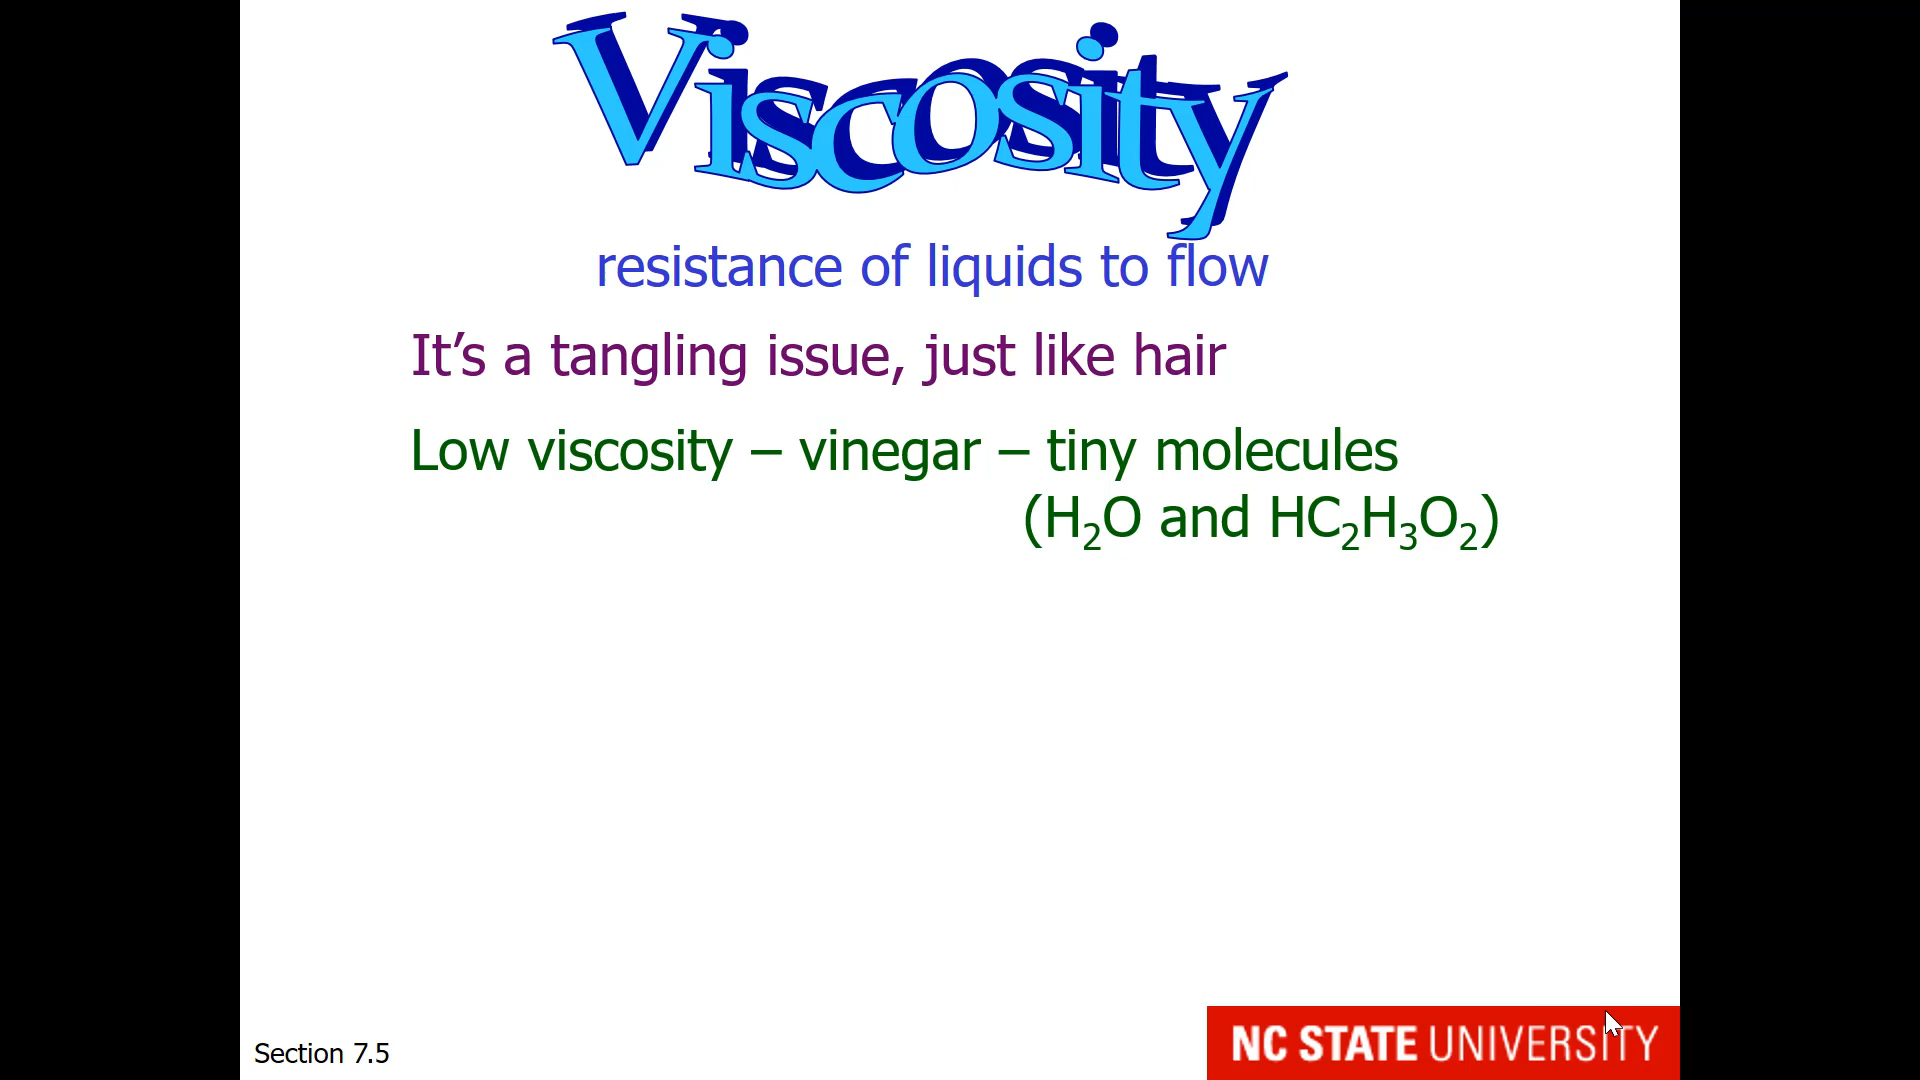 Viscosity
resistance of liquids to flow
It’s a tangling issue, just like hair
Low viscosity – vinegar – tiny molecules
(H₂O and HC₂H₃O₂)
Section 7.5
NC STATE UNIVERSITY